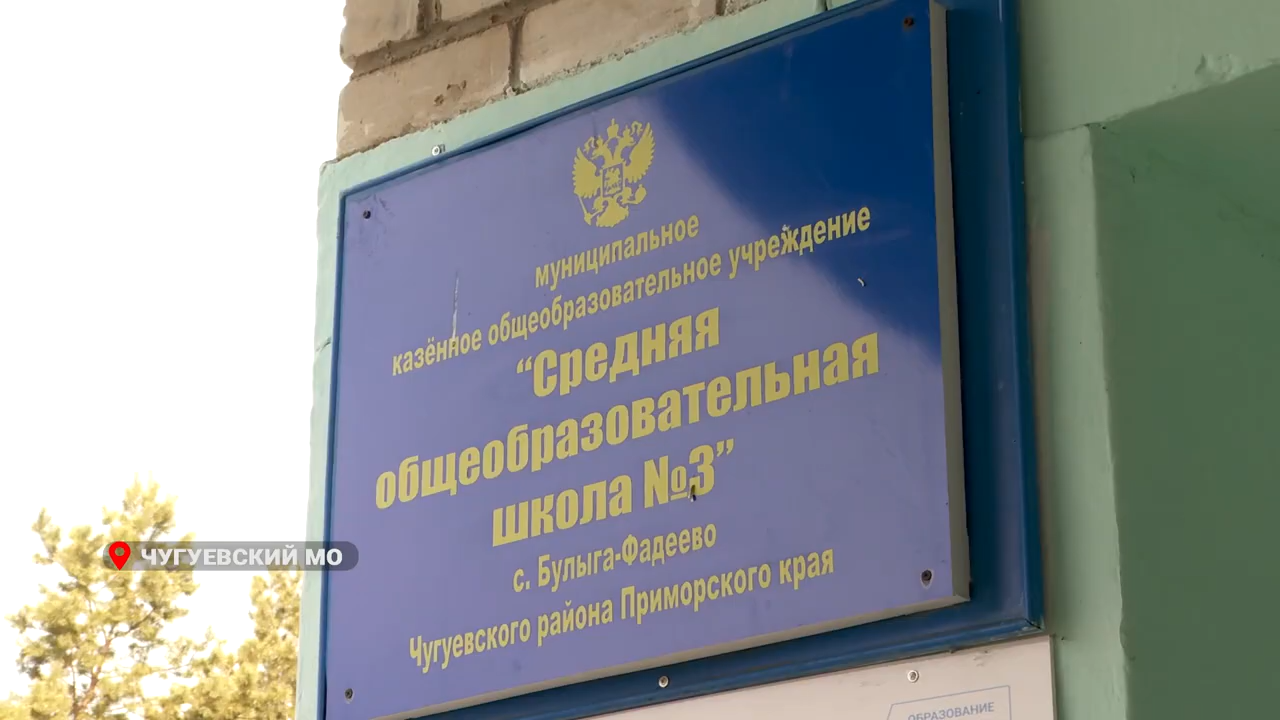 муниципальное
казённое общеобразовательное учреждение
“Средняя
общеобразовательная
школа №3”
с. Булыга-Фадеево
Чугуевского района Приморского края
ЧУГУЕВСКИЙ МО
ОБРАЗОВАНИЕ